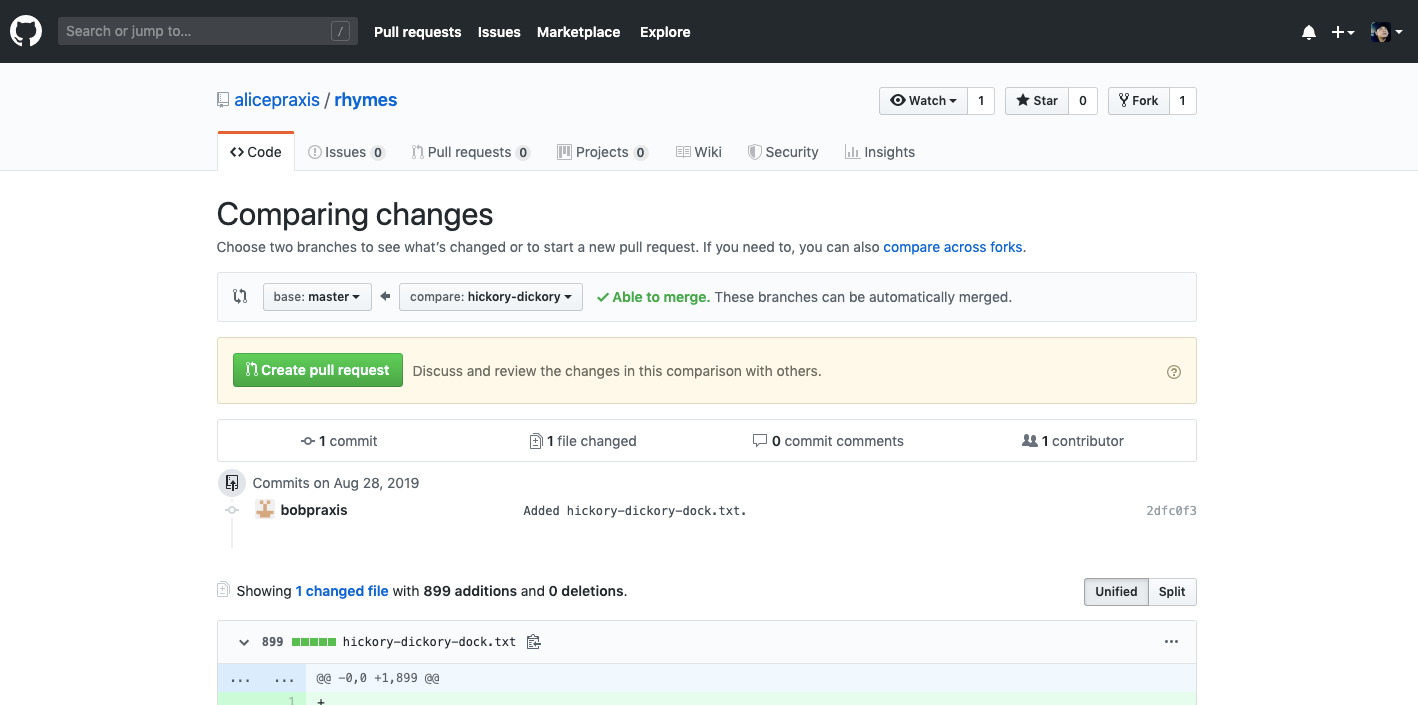 Search or jump to... / Pull requests Issues Marketplace Explore
alicepraxis / rhymes Watch 1 Star 0 Fork 1
Code Issues 0 Pull requests 0 Projects 0 Wiki Security Insights
Comparing changes
Choose two branches to see what’s changed or to start a new pull request. If you need to, you can also compare across forks.
base: master compare: hickory-dickory Able to merge. These branches can be automatically merged.
Create pull request Discuss and review the changes in this comparison with others.
1 commit 1 file changed 0 commit comments 1 contributor
Commits on Aug 28, 2019
bobpraxis Added hickory-dickory-dock.txt. 2dfc0f3
Showing 1 changed file with 899 additions and 0 deletions. Unified Split
899 hickory-dickory-dock.txt ...
... ... @@ -0,0 +1,899 @@
1 +